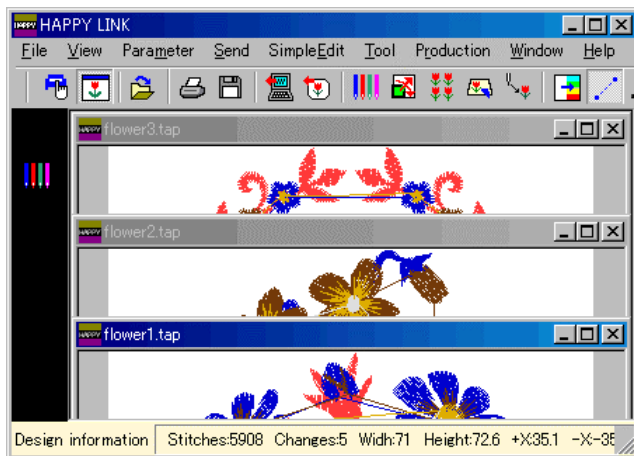 HAPPY LINK
File View Parameter Send SimpleEdit Tool Production Window Help
flower3.tap
flower2.tap
flower1.tap
Design information Stitches:5908 Changes:5 Widh:71 Height:72.6 +X:35.1 -X:-35